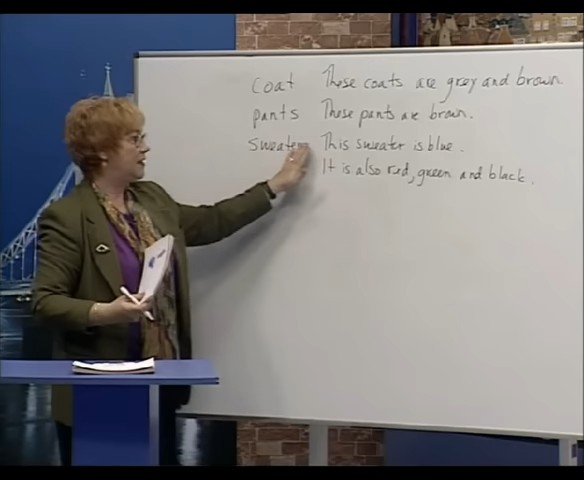 coat These coats are grey and brown
pants These pants are brown.
sweater This sweater is blue.
It is also red, green and black.